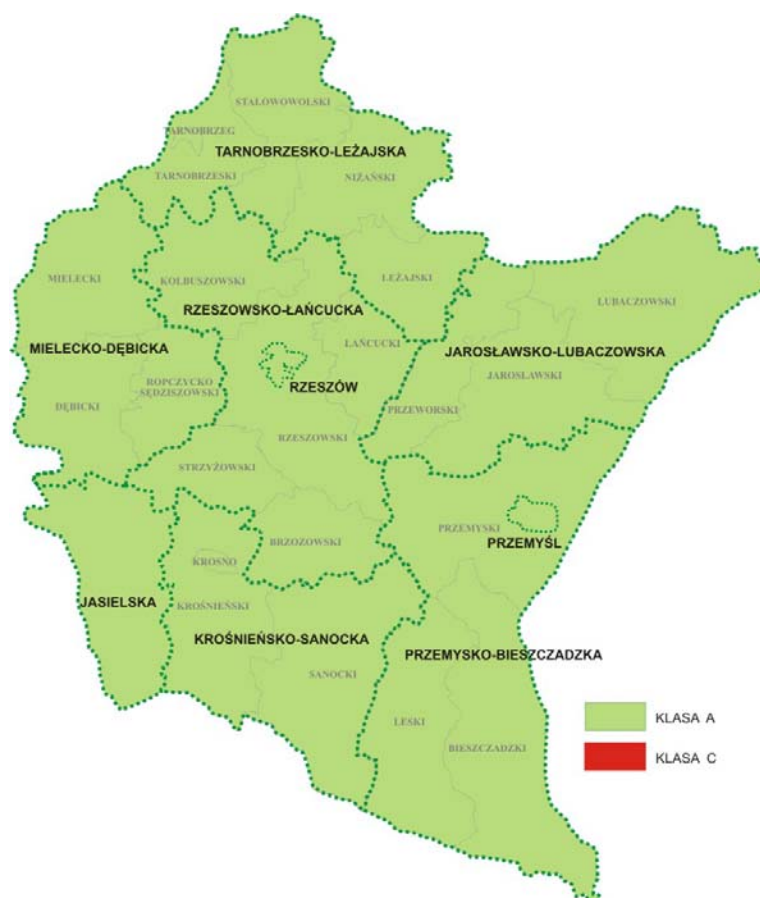 STALOWOWOLSKI
TARNOBRZEG
TARNOBRZESKO-LEŻAJSKA
TARNOBRZESKI
NIŻAŃSKI
MIELECKI
KOLBUSZOWSKI
LEŻAJSKI
LUBACZOWSKI
RZESZOWSKO-ŁAŃCUCKA
MIELECKO-DĘBICKA
ŁAŃCUCKI
JAROSŁAWSKO-LUBACZOWSKA
JAROSŁAWSKI
ROPCZYCKO
SĘDZISZOWSKI
RZESZÓW
DĘBICKI
PRZEWORSKI
RZESZOWSKI
STRZYŻOWSKI
PRZEMYSKI
PRZEMYŚL
BRZOZOWSKI
KROSNO
JASIELSKA
KROŚNIEŃSKI
KROŚNIEŃSKO-SANOCKA
PRZEMYSKO-BIESZCZADZKA
SANOCKI
LESKI
BIESZCZADZKI
KLASA A
KLASA C